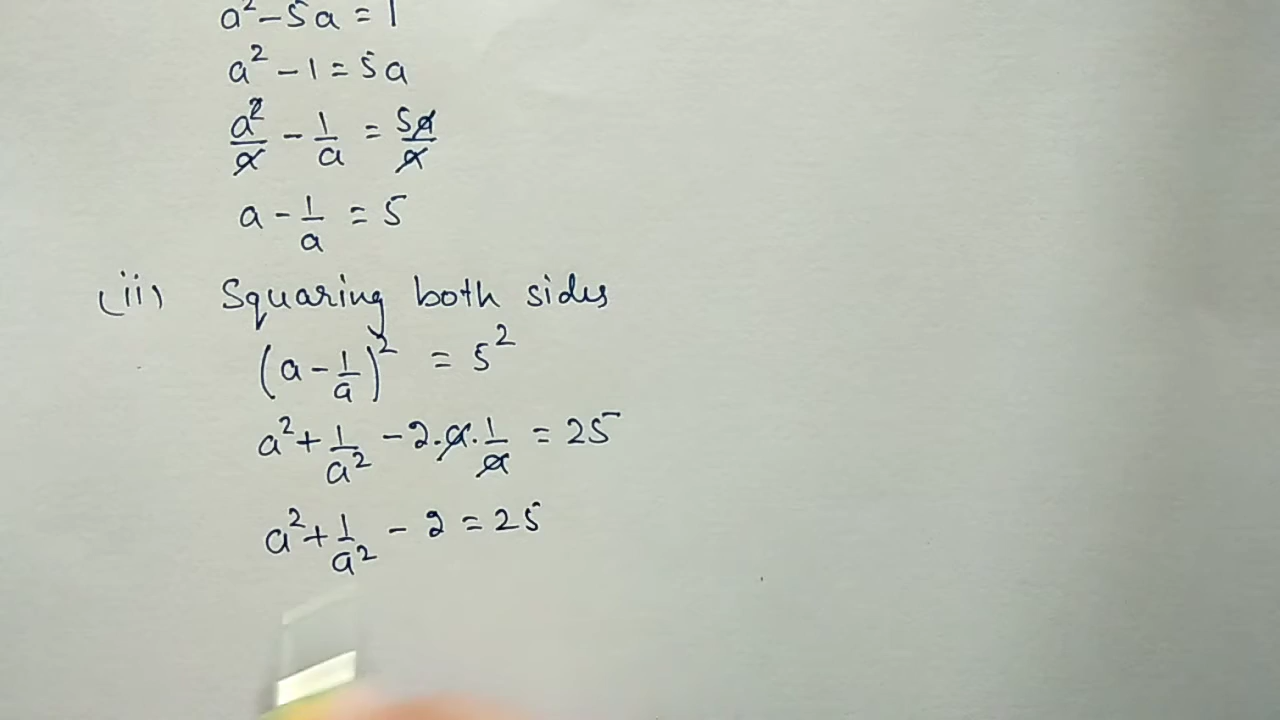 a² - 5a = 1
a² - 1 = 5a
a²/a - 1/a = 5a/a
a - 1/a = 5
(ii) Squaring both sides
(a - 1/a)² = 5²
a² + 1/a² - 2.a.1/a = 25
a² + 1/a² - 2 = 25